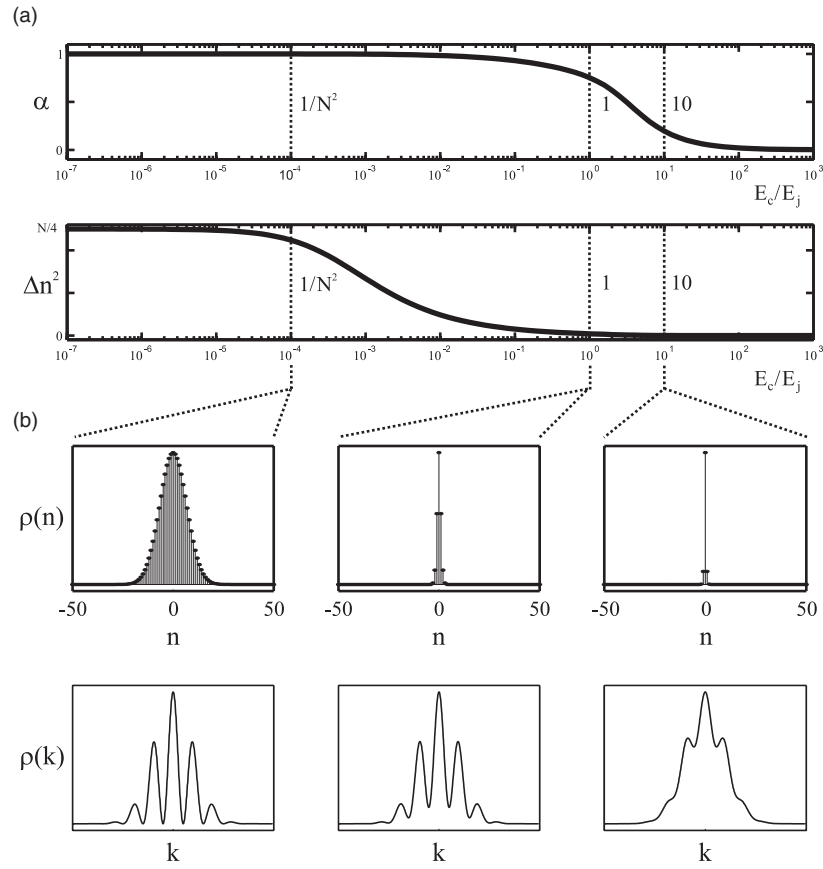 (a)
1
α
1/N²
1
10
0
10⁻⁷ 10⁻⁶ 10⁻⁵ 10⁻⁴ 10⁻³ 10⁻² 10⁻¹ 10⁰ 10¹ 10² 10³
E_c/E_j
N/4
Δn²
1/N²
1
10
0
10⁻⁷ 10⁻⁶ 10⁻⁵ 10⁻⁴ 10⁻³ 10⁻² 10⁻¹ 10⁰ 10¹ 10² 10³
E_c/E_j
(b)
ρ(n)
-50 0 50 -50 0 50 -50 0 50
n n n
ρ(k)
k k k